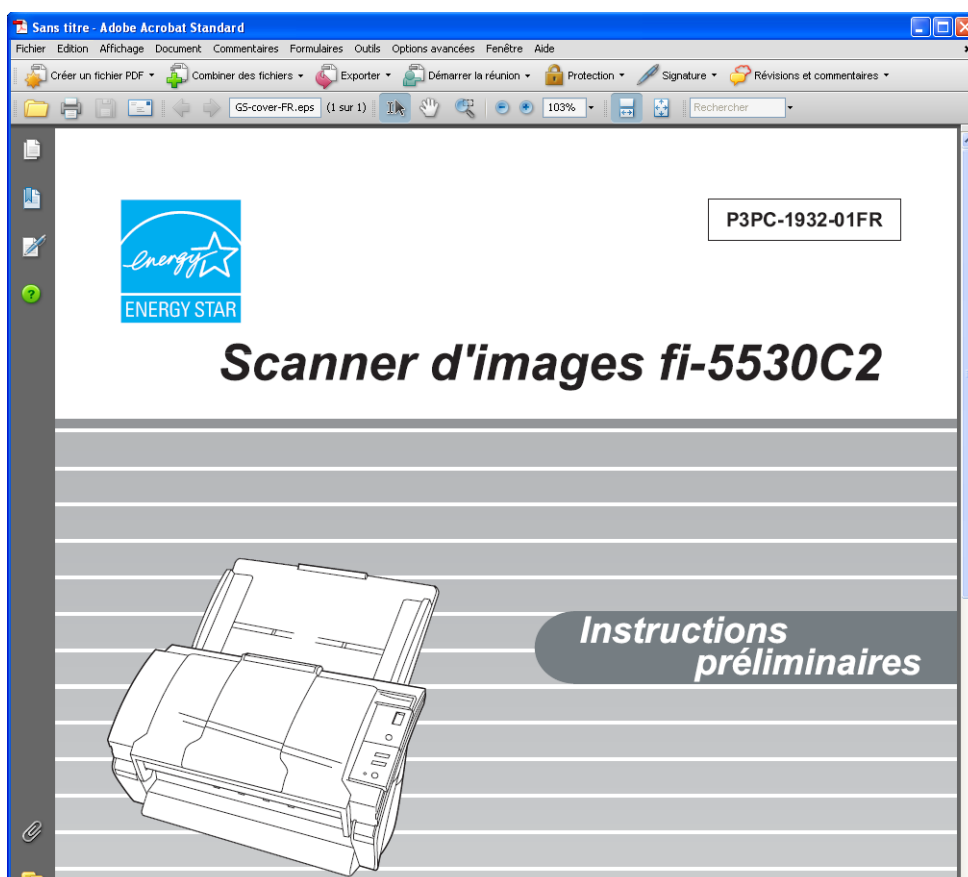 Sans titre - Adobe Acrobat Standard
Fichier Edition Affichage Document Commentaires Formulaires Outils Options avancées Fenêtre Aide
Créer un fichier PDF Combiner des fichiers Exporter Démarrer la réunion Protection Signature Révisions et commentaires
GS-cover-FR.eps (1 sur 1) 103% Rechercher
P3PC-1932-01FR
energy
ENERGY STAR
Scanner d'images fi-5530C2
Instructions
préliminaires